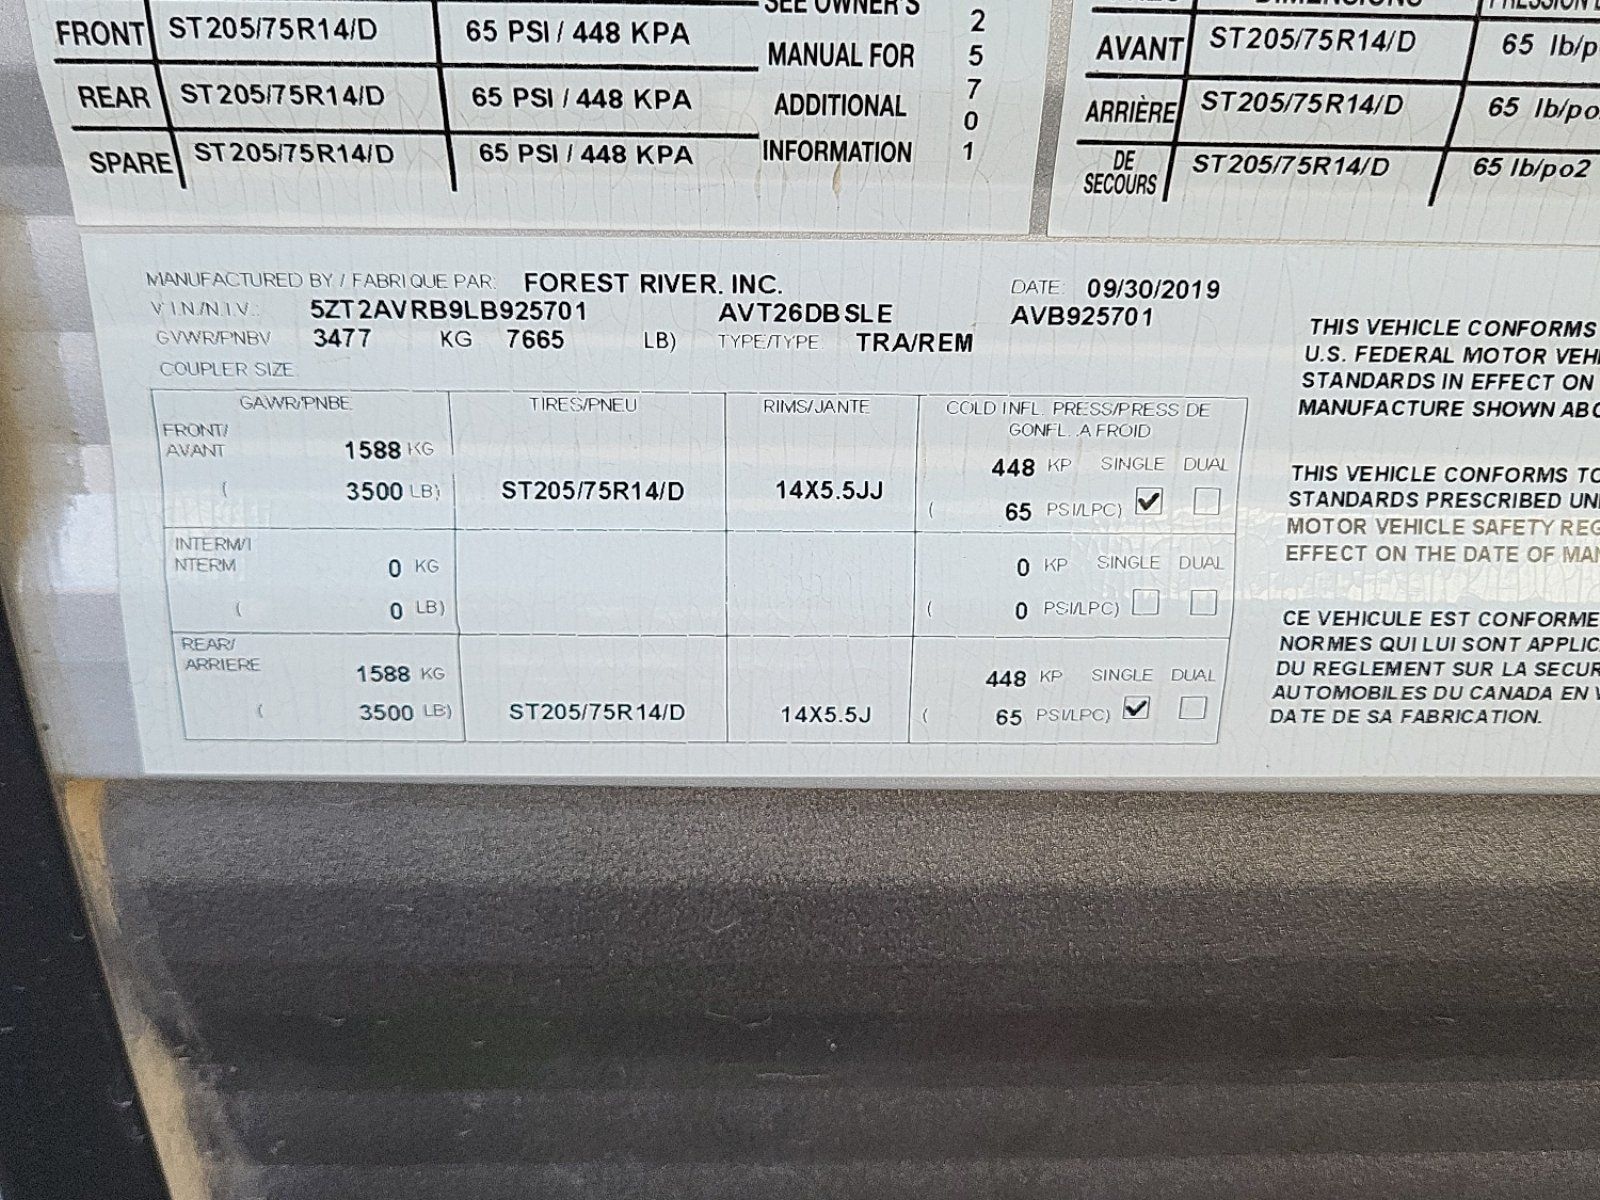 SEE OWNER'S
FRONT ST205/75R14/D 65 PSI / 448 KPA MANUAL FOR
REAR ST205/75R14/D 65 PSI / 448 KPA ADDITIONAL
SPARE ST205/75R14/D 65 PSI / 448 KPA INFORMATION
2
5
7
0
1
DIMENSIONS
AVANT ST205/75R14/D 65 lb/p
ARRIÈRE ST205/75R14/D 65 lb/po
DE SECOURS ST205/75R14/D 65 lb/po2
MANUFACTURED BY / FABRIQUE PAR: FOREST RIVER. INC. DATE: 09/30/2019
V.I.N./N.I.V.: 5ZT2AVRB9LB925701 AVT26DBSLE AVB925701
GVWR/PNBV 3477 KG 7665 LB) TYPE/TYPE: TRA/REM
COUPLER SIZE:
GAWR/PNBE TIRES/PNEU RIMS/JANTE COLD INFL. PRESS/PRESS DE
GONFL. A FROID
FRONT/
AVANT 1588 KG 448 KP SINGLE DUAL
( 3500 LB) ST205/75R14/D 14X5.5JJ ( 65 PSI/LPC)
INTERM/I
NTERM 0 KG 0 KP SINGLE DUAL
( 0 LB) ( 0 PSI/LPC)
REAR/
ARRIERE 1588 KG 448 KP SINGLE DUAL
( 3500 LB) ST205/75R14/D 14X5.5J ( 65 PSI/LPC)
THIS VEHICLE CONFORMS
U.S. FEDERAL MOTOR VEH
STANDARDS IN EFFECT ON
MANUFACTURE SHOWN ABO
THIS VEHICLE CONFORMS TO
STANDARDS PRESCRIBED UN
MOTOR VEHICLE SAFETY REG
EFFECT ON THE DATE OF MAN
CE VEHICULE EST CONFORME
NORMES QUI LUI SONT APPLIC
DU REGLEMENT SUR LA SECUR
AUTOMOBILES DU CANADA EN V
DATE DE SA FABRICATION.